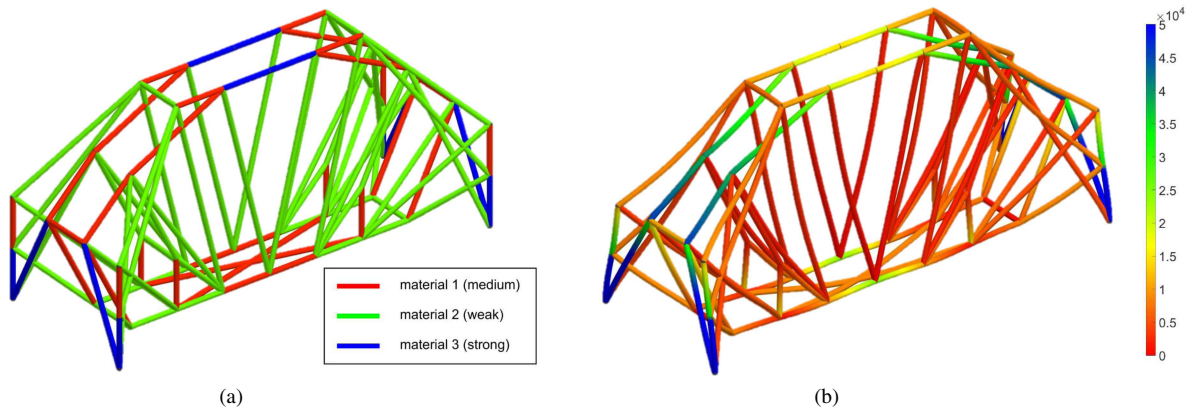 material 1 (medium)
material 2 (weak)
material 3 (strong)
(a)
×10⁴
5
4.5
4
3.5
3
2.5
2
1.5
1
0.5
0
(b)